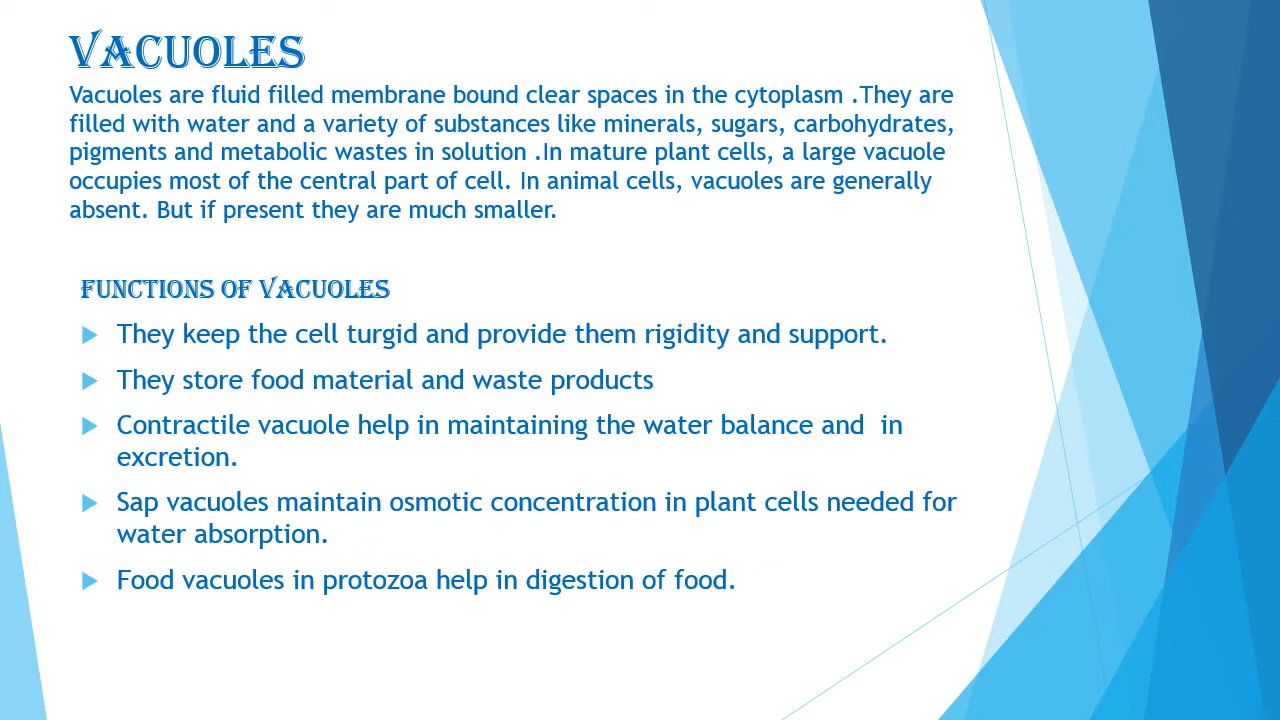 VACUOLES
Vacuoles are fluid filled membrane bound clear spaces in the cytoplasm .They are
filled with water and a variety of substances like minerals, sugars, carbohydrates,
pigments and metabolic wastes in solution .In mature plant cells, a large vacuole
occupies most of the central part of cell. In animal cells, vacuoles are generally
absent. But if present they are much smaller.
FUNCTIONS OF VACUOLES
They keep the cell turgid and provide them rigidity and support.
They store food material and waste products
Contractile vacuole help in maintaining the water balance and  in
excretion.
Sap vacuoles maintain osmotic concentration in plant cells needed for
water absorption.
Food vacuoles in protozoa help in digestion of food.